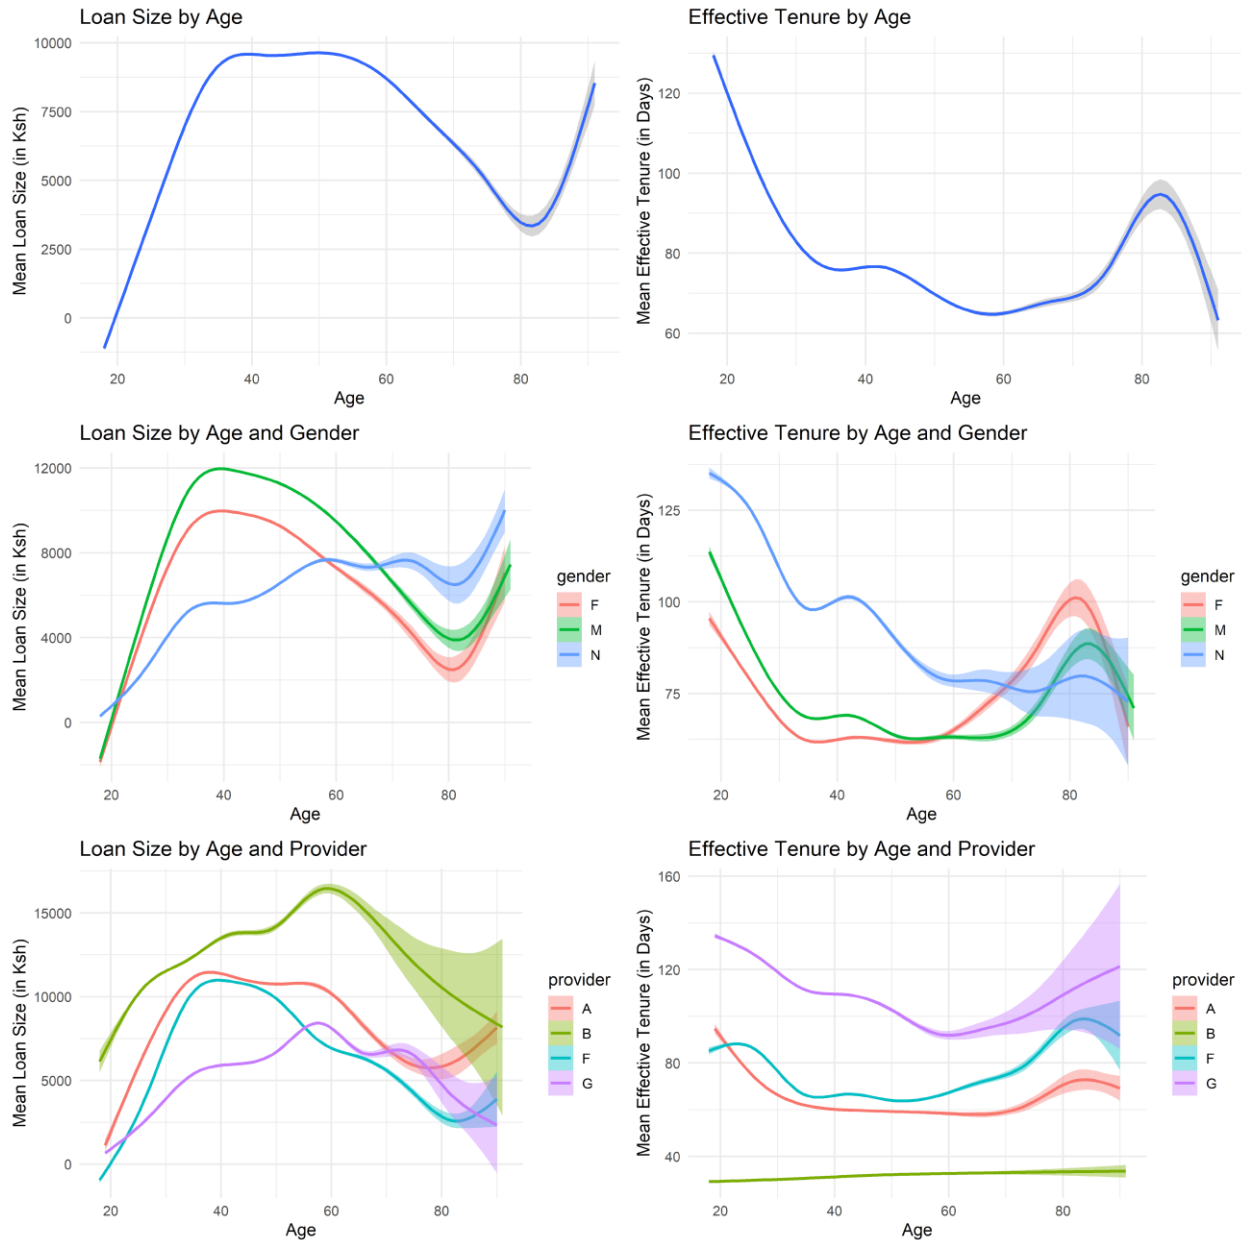 Loan Size by Age
Mean Loan Size (in Ksh)
10000
7500
5000
2500
0
20 40 60 80
Age
Effective Tenure by Age
Mean Effective Tenure (in Days)
120
100
80
60
20 40 60 80
Age
Loan Size by Age and Gender
Mean Loan Size (in Ksh)
12000
8000
4000
0
20 40 60 80
Age
gender
F
M
N
Effective Tenure by Age and Gender
Mean Effective Tenure (in Days)
125
100
75
20 40 60 80
Age
gender
F
M
N
Loan Size by Age and Provider
Mean Loan Size (in Ksh)
15000
10000
5000
0
20 40 60 80
Age
provider
A
B
F
G
Effective Tenure by Age and Provider
Mean Effective Tenure (in Days)
160
120
80
40
20 40 60 80
Age
provider
A
B
F
G